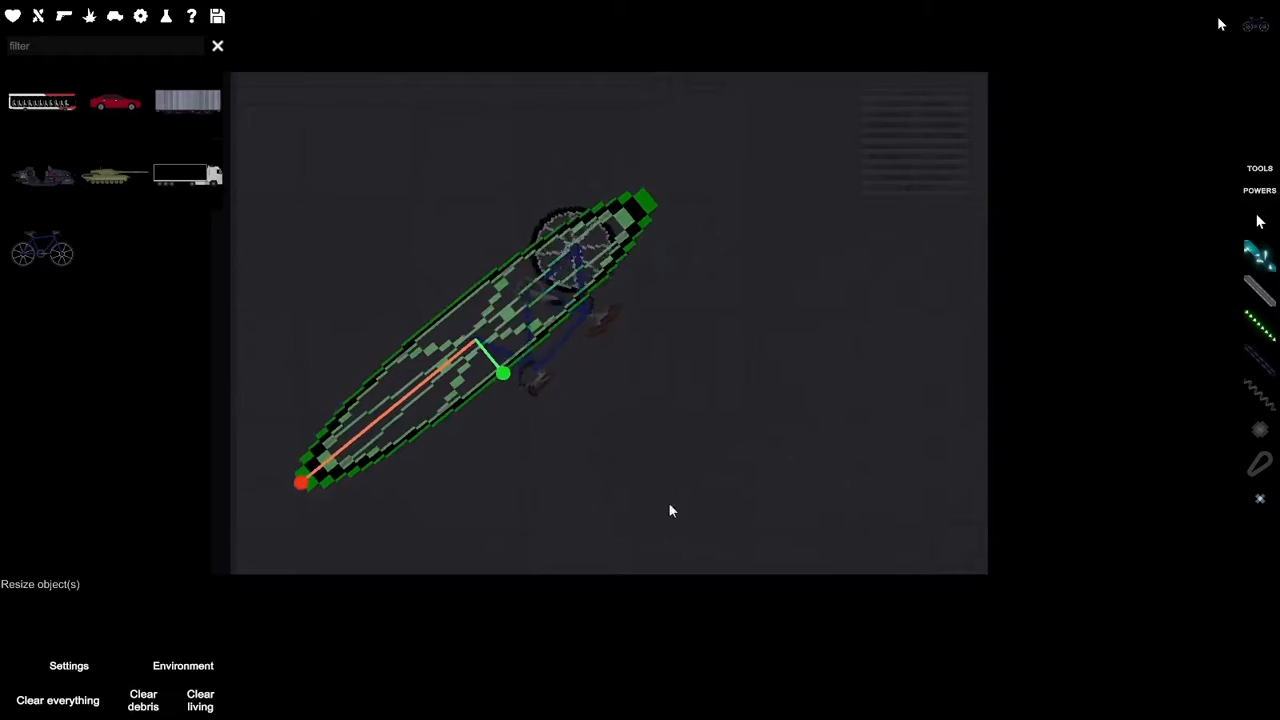 filter
TOOLS
POWERS
Resize object(s)
Settings
Environment
Clear everything
Clear
debris
Clear
living